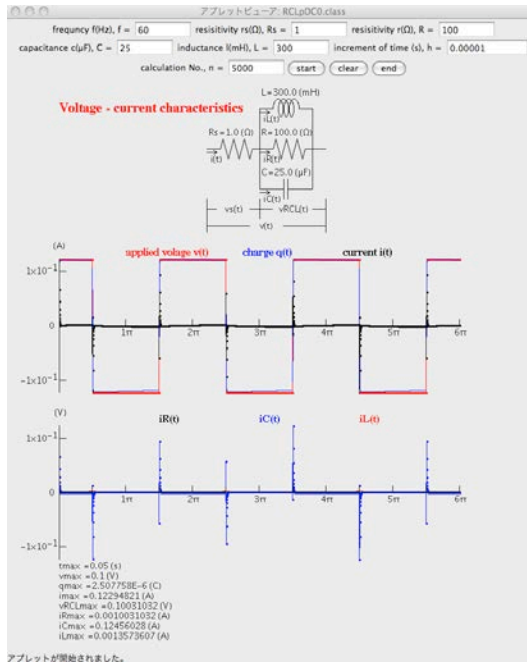 アプレットビューア: RCLpDC0.class
frequncy f(Hz), f = 60 resisitivity rs(Ω), Rs = 1 resisitivity r(Ω), R = 100
capacitance c(μF), C = 25 inductance l(mH), L = 300 increment of time (s), h = 0.00001
calculation No., n = 5000 start clear end
Voltage - current characteristics
L=300.0 (mH)
iL(t)
Rs=1.0 (Ω) R=100.0 (Ω)
i(t) iR(t)
C=25.0 (μF)
iC(t)
vs(t) vRCL(t)
v(t)
(A)
applied volage v(t) charge q(t) current i(t)
1×10⁻¹
0 1π 2π 3π 4π 5π 6π
−1×10⁻¹
(V)
iR(t) iC(t) iL(t)
1×10⁻¹
0 1π 2π 3π 4π 5π 6π
−1×10⁻¹
tmax =0.05 (s)
vmax =0.1 (V)
qmax =2.507758E-6 (C)
imax =0.12294821 (A)
vRCLmax =0.10031032 (V)
iRmax =0.0010031032 (A)
iCmax =0.12456028 (A)
iLmax =0.0013573607 (A)
アプレットが開始されました。